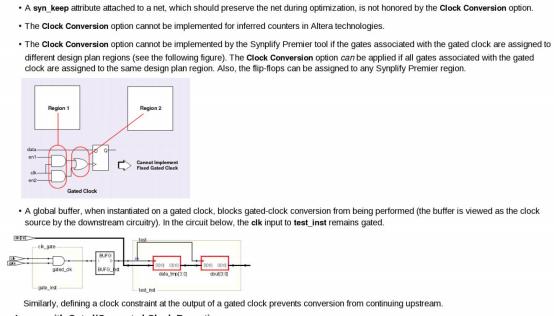 • A syn_keep attribute attached to a net, which should preserve the net during optimization, is not honored by the Clock Conversion option.
• The Clock Conversion option cannot be implemented for inferred counters in Altera technologies.
• The Clock Conversion option cannot be implemented by the Synplify Premier tool if the gates associated with the gated clock are assigned to
different design plan regions (see the following figure). The Clock Conversion option can be applied if all gates associated with the gated
clock are assigned to the same design plan region. Also, the flip-flops can be assigned to any Synplify Premier region.
Region 1
Region 2
data
D Q
en1
clk
en2
Cannot Implement
Fixed Gated Clock
Gated Clock
• A global buffer, when instantiated on a gated clock, blocks gated-clock conversion from being performed (the buffer is viewed as the clock
source by the downstream circuitry). In the circuit below, the clk input to test_inst remains gated.
clk_gate
gated_clk
gate_inst
BUFG
BUFG_inst
test
data_tmp[3:0]
dout[3:0]
test_inst
Similarly, defining a clock constraint at the output of a gated clock prevents conversion from continuing upstream.